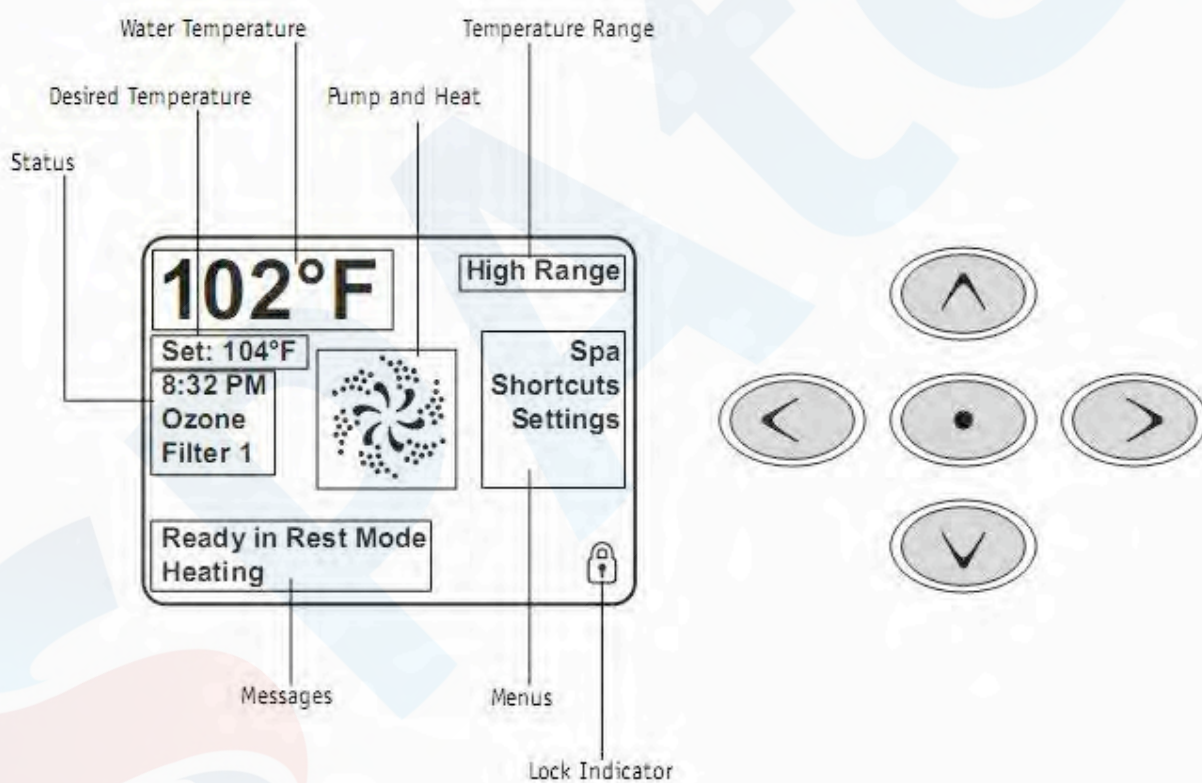 Water Temperature
Temperature Range
Desired Temperature
Pump and Heat
Status
102°F
High Range
Set: 104°F
8:32 PM
Ozone
Filter 1
Spa
Shortcuts
Settings
Ready in Rest Mode
Heating
Messages
Menus
Lock Indicator